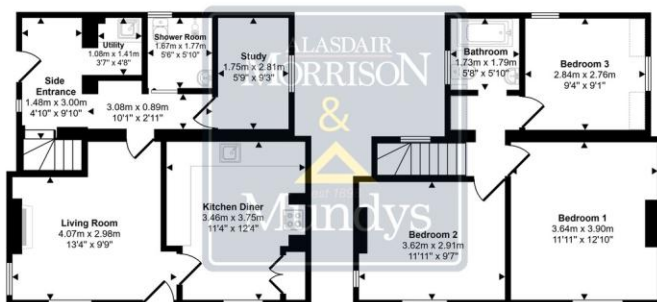 Utility
1.08m x 1.41m
3'7" x 4'8"
Shower Room
1.67m x 1.77m
5'6" x 5'10"
Study
1.75m x 2.81m
5'9" x 9'3"
Side
Entrance
1.48m x 3.00m
4'10" x 9'10"
3.08m x 0.89m
10'1" x 2'11"
Living Room
4.07m x 2.98m
13'4" x 9'9"
Kitchen Diner
3.46m x 3.75m
11'4" x 12'4"
ALASDAIR
MORRISON
&
Mundys
Bathroom
1.73m x 1.79m
5'8" x 5'10"
Bedroom 3
2.84m x 2.76m
9'4" x 9'1"
Bedroom 2
3.62m x 2.91m
11'11" x 9'7"
Bedroom 1
3.64m x 3.90m
11'11" x 12'10"